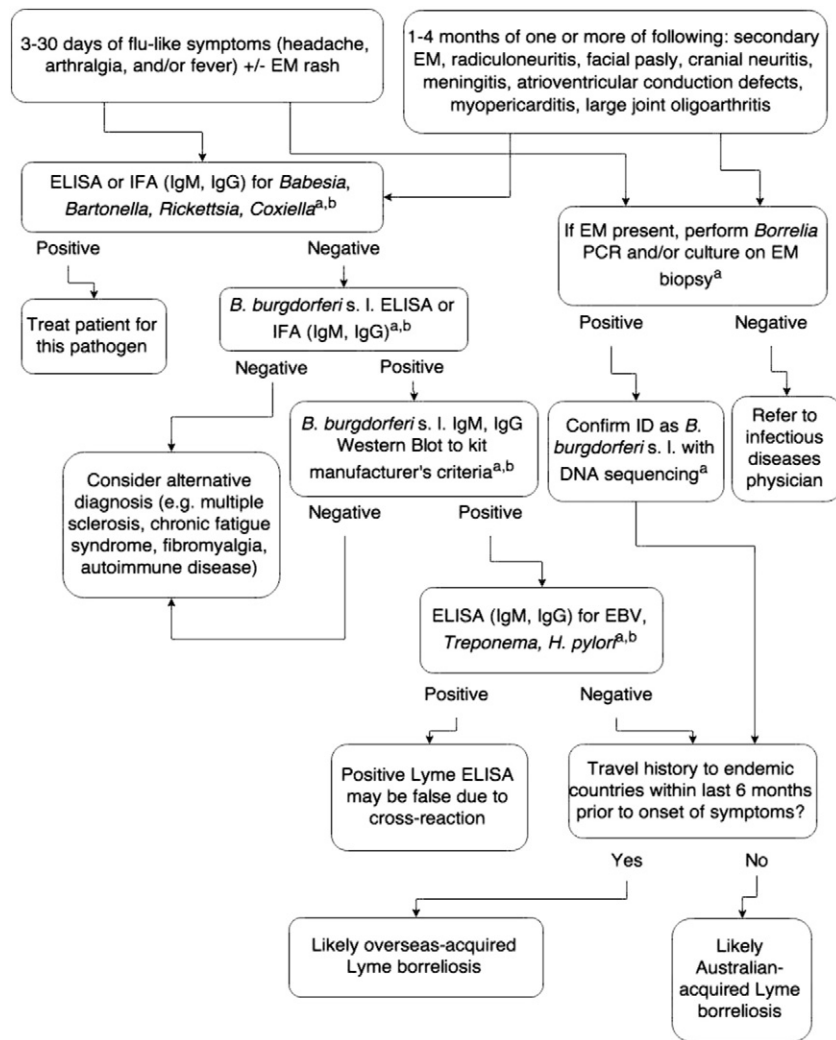 3-30 days of flu-like symptoms (headache,
arthralgia, and/or fever) +/- EM rash
1-4 months of one or more of following: secondary
EM, radiculoneuritis, facial pasly, cranial neuritis,
meningitis, atrioventricular conduction defects,
myopericarditis, large joint oligoarthritis
ELISA or IFA (IgM, IgG) for Babesia,
Bartonella, Rickettsia, Coxiellaa,b
If EM present, perform Borrelia
PCR and/or culture on EM
biopsya
Positive
Negative
Treat patient for
this pathogen
B. burgdorferi s. l. ELISA or
IFA (IgM, IgG)a,b
Positive
Negative
Negative
Positive
B. burgdorferi s. l. IgM, IgG
Western Blot to kit
manufacturer's criteriaa,b
Confirm ID as B.
burgdorferi s. l. with
DNA sequencinga
Refer to
infectious
diseases
physician
Consider alternative
diagnosis (e.g. multiple
sclerosis, chronic fatigue
syndrome, fibromyalgia,
autoimmune disease)
Negative
Positive
ELISA (IgM, IgG) for EBV,
Treponema, H. pyloria,b
Positive
Negative
Positive Lyme ELISA
may be false due to
cross-reaction
Travel history to endemic
countries within last 6 months
prior to onset of symptoms?
Yes
No
Likely overseas-acquired
Lyme borreliosis
Likely
Australian-
acquired Lyme
borreliosis